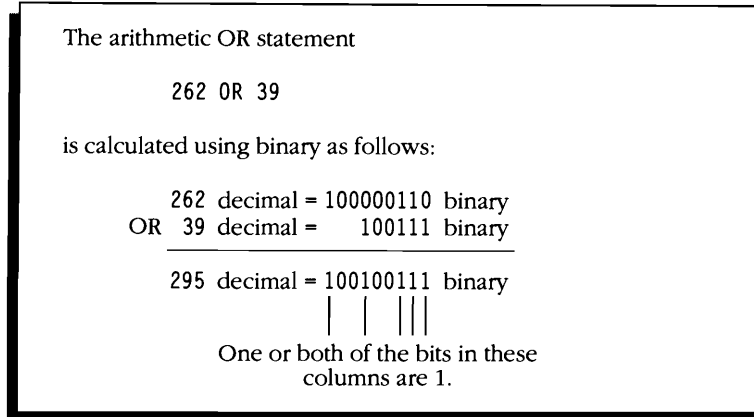 The arithmetic OR statement
262 OR 39
is calculated using binary as follows:
262 decimal = 100000110 binary
OR 39 decimal = 100111 binary
295 decimal = 100100111 binary
One or both of the bits in these
columns are 1.